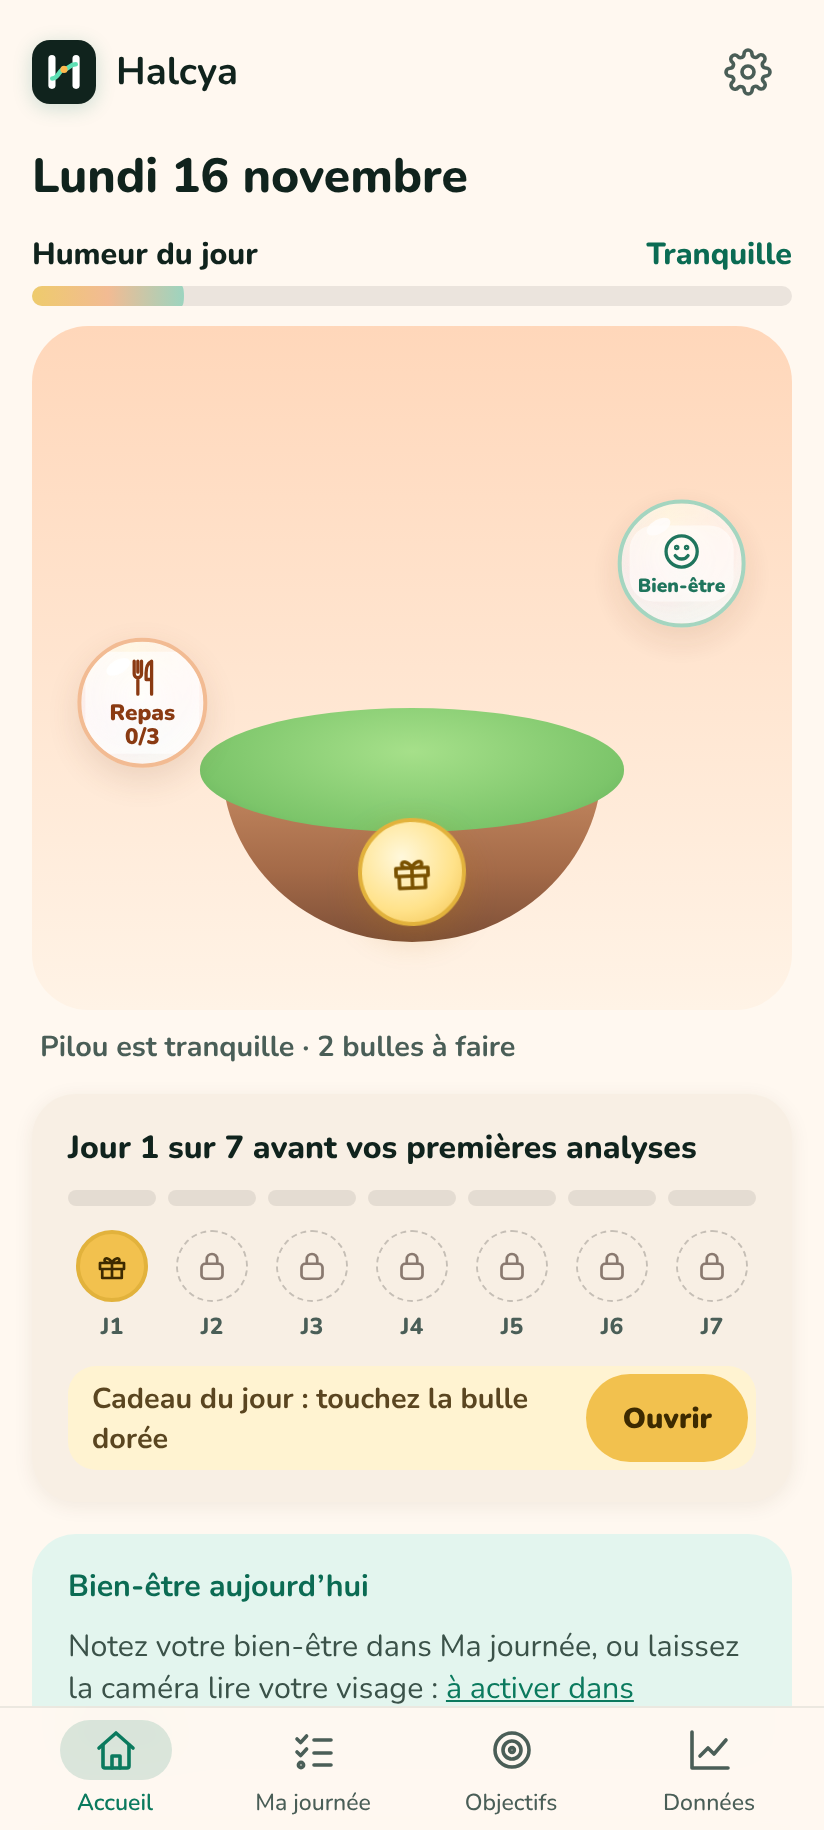 Halcya
Lundi 16 novembre
Humeur du jour
Tranquille
Bien-être
Repas
0/3
Pilou est tranquille · 2 bulles à faire
Jour 1 sur 7 avant vos premières analyses
J1
J2
J3
J4
J5
J6
J7
Cadeau du jour : touchez la bulle
dorée
Ouvrir
Bien-être aujourd’hui
Notez votre bien-être dans Ma journée, ou laissez
la caméra lire votre visage : à activer dans
Accueil
Ma journée
Objectifs
Données